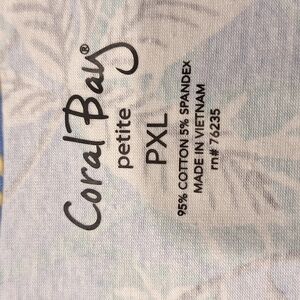 Coral Bay®
petite
PXL
95% COTTON 5% SPANDEX
MADE IN VIETNAM
rn# 76235